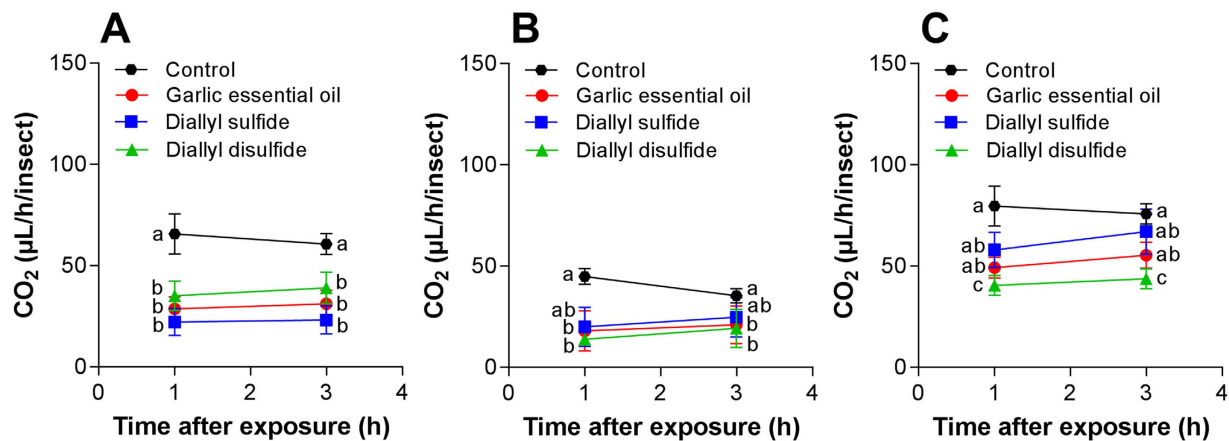 A
150
100
50
0
CO₂ (µL/h/insect)
Control
Garlic essential oil
Diallyl sulfide
Diallyl disulfide
a
a
b
b
b
b
b
b
0
1
2
3
4
Time after exposure (h)
B
150
100
50
0
CO₂ (µL/h/insect)
Control
Garlic essential oil
Diallyl sulfide
Diallyl disulfide
a
a
ab
ab
b
b
b
b
0
1
2
3
4
Time after exposure (h)
C
150
100
50
0
CO₂ (µL/h/insect)
Control
Garlic essential oil
Diallyl sulfide
Diallyl disulfide
a
a
ab
ab
ab
ab
c
c
0
1
2
3
4
Time after exposure (h)